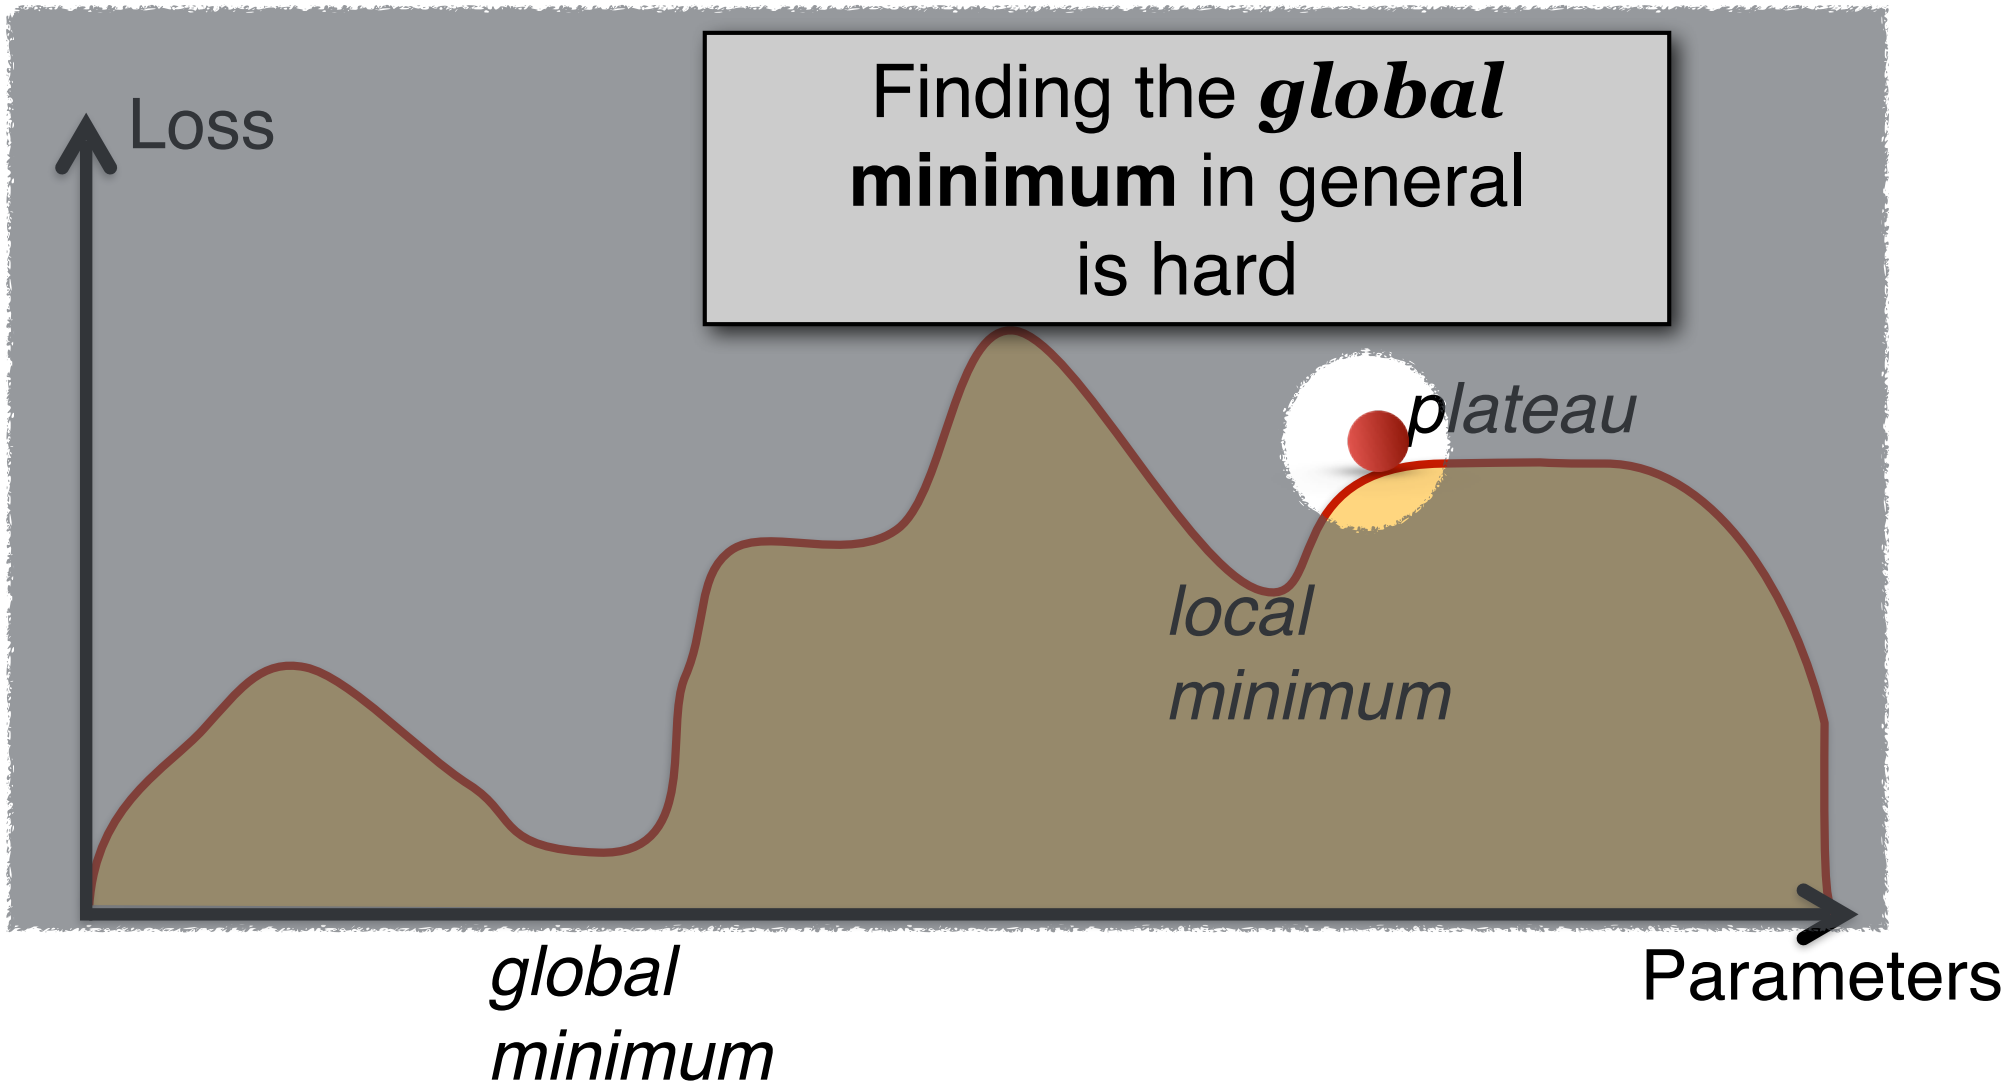 Loss
Finding the global
minimum in general
is hard
plateau
local
minimum
global
minimum
Parameters